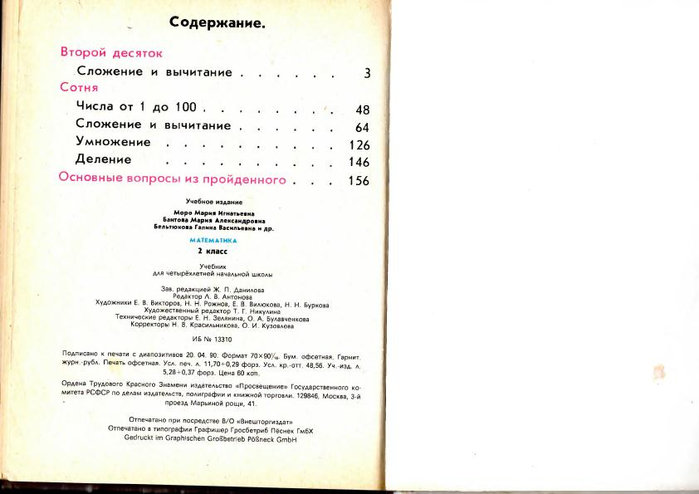 Содержание.
Второй десяток
Сложение и вычитание . . . . . . 3
Сотня
Числа от 1 до 100 . . . . . . . . 48
Сложение и вычитание . . . . . . 64
Умножение . . . . . . . . . . 126
Деление . . . . . . . . . . 146
Основные вопросы из пройденного . . . 156
Учебное издание
Моро Мария Игнатьевна
Бантова Мария Александровна
Бельтюкова Галина Васильевна и др.
МАТЕМАТИКА
2 класс
Учебник
для четырёхлетней начальной школы
Зав. редакцией Ж. П. Данилова
Редактор Л. В. Антонова
Художники Е. В. Викторов, Н. Н. Рожнов, Е. В. Вилюкова, Н. Н. Буркова
Художественный редактор Т. Г. Никулина
Технические редакторы Е. Н. Зелянина, О. А. Булавченкова
Корректоры Н. В. Красильникова, О. И. Кузовлева
ИБ № 13310
Подписано к печати с диапозитивов 20. 04. 90. Формат 70×90¹/₁₆. Бум. офсетная. Гарнит.
журн.-рубл. Печать офсетная. Усл. печ. л. 11,70+0,29 форз. Усл. кр.-отт. 48,56. Уч.-изд. л.
5,28+0,37 форз. Цена 60 коп.
Ордена Трудового Красного Знамени издательство «Просвещение» Государственного ко-
митета РСФСР по делам издательств, полиграфии и книжной торговли. 129846, Москва, 3-й
проезд Марьиной рощи, 41.
Отпечатано при посредстве В/О «Внешторгиздат»
Отпечатано в типографии Графишер Гросбетриб Пёснек ГмбХ
Gedruckt im Graphischen Großbetrieb Pößneck GmbH